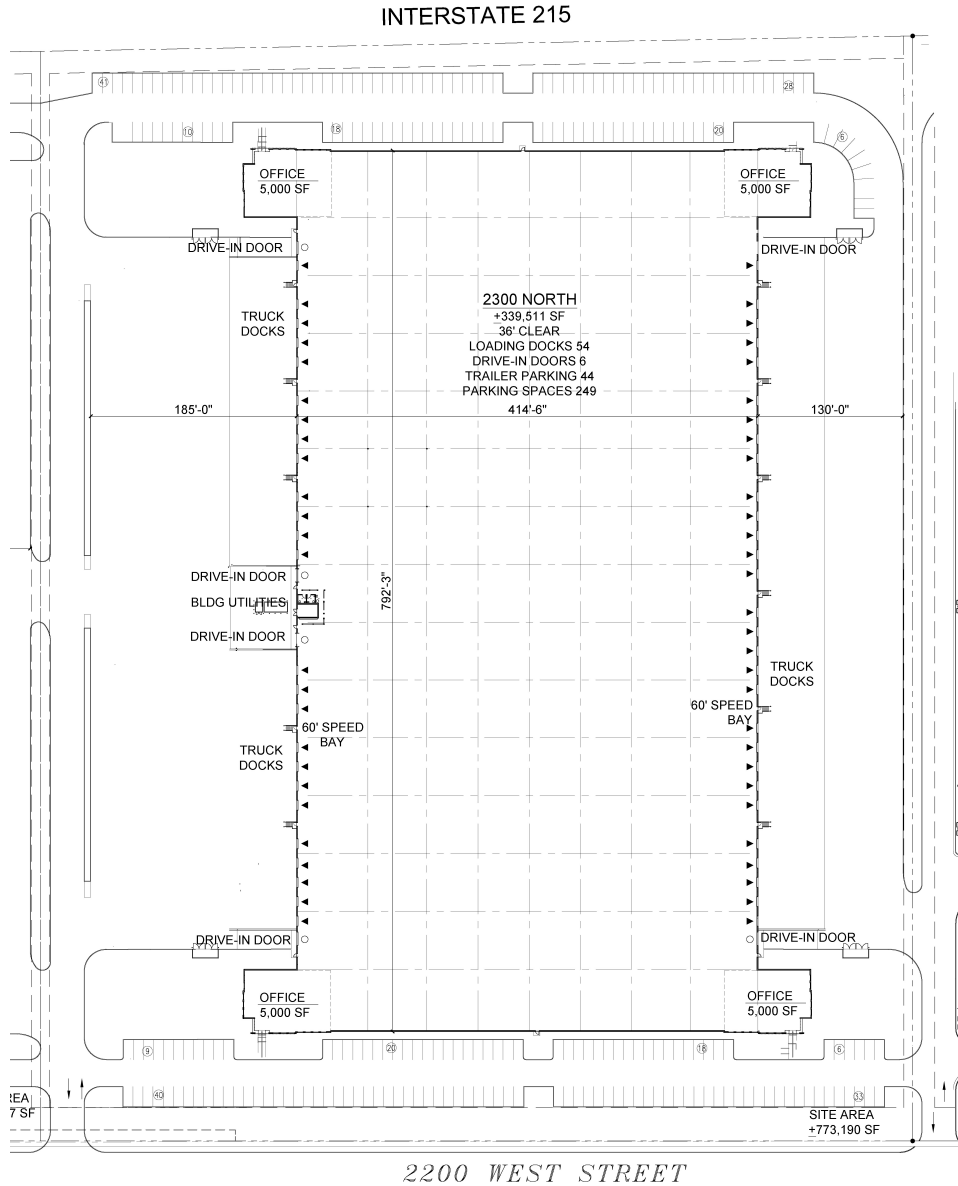 INTERSTATE 215
41
28
10
18
20
6
OFFICE
5,000 SF
OFFICE
5,000 SF
DRIVE-IN DOOR
DRIVE-IN DOOR
TRUCK
DOCKS
2300 NORTH
+339,511 SF
36' CLEAR
LOADING DOCKS 54
DRIVE-IN DOORS 6
TRAILER PARKING 44
PARKING SPACES 249
185'-0"
414'-6"
130'-0"
DRIVE-IN DOOR
BLDG UTILITIES
DRIVE-IN DOOR
792'-3"
TRUCK
DOCKS
60' SPEED
BAY
60' SPEED
BAY
TRUCK
DOCKS
DRIVE-IN DOOR
DRIVE-IN DOOR
OFFICE
5,000 SF
OFFICE
5,000 SF
9
20
18
6
40
33
REA
7 SF
SITE AREA
+773,190 SF
2200 WEST STREET